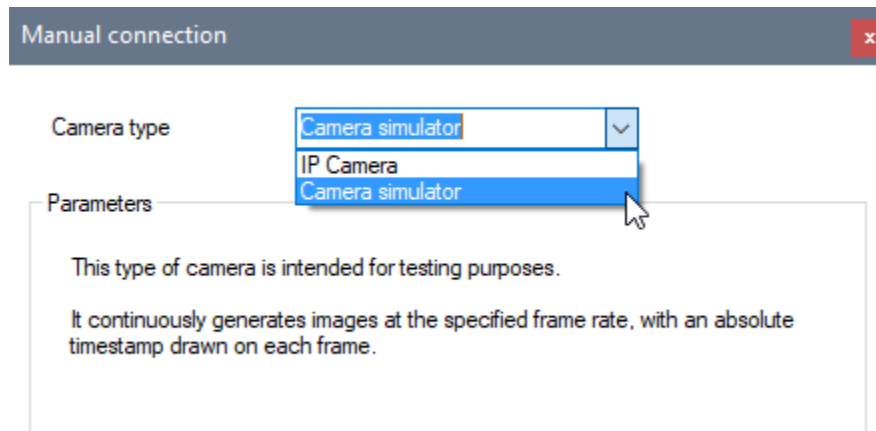 Manual connection
x
Camera type
Camera simulator
IP Camera
Camera simulator
Parameters
This type of camera is intended for testing purposes.
It continuously generates images at the specified frame rate, with an absolute
timestamp drawn on each frame.